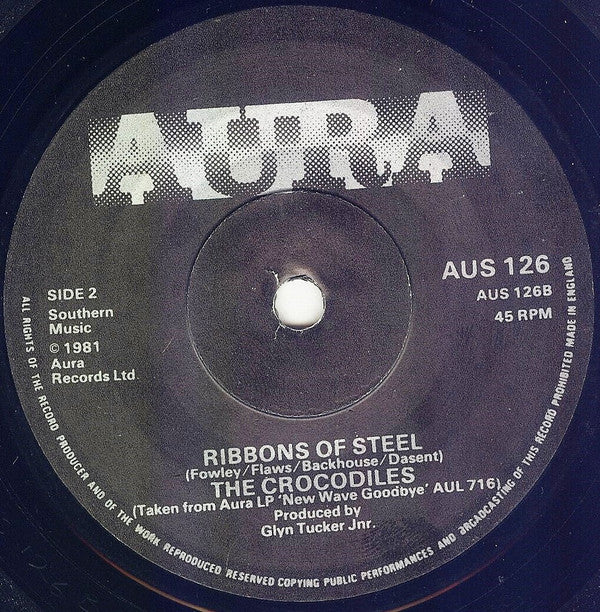 AURA
SIDE 2
Southern
Music
© 1981
Aura
Records Ltd.
AUS 126
AUS 126B
45 RPM
RIBBONS OF STEEL
(Fowley/Flaws/Backhouse/Dasent)
THE CROCODILES
(Taken from Aura LP 'New Wave Goodbye' AUL 716)
Produced by
Glyn Tucker Jnr.
ALL RIGHTS OF THE RECORD PRODUCER AND OF THE WORK REPRODUCED RESERVED COPYING PUBLIC PERFORMANCES AND BROADCASTING OF THIS RECORD PROHIBITED MADE IN ENGLAND